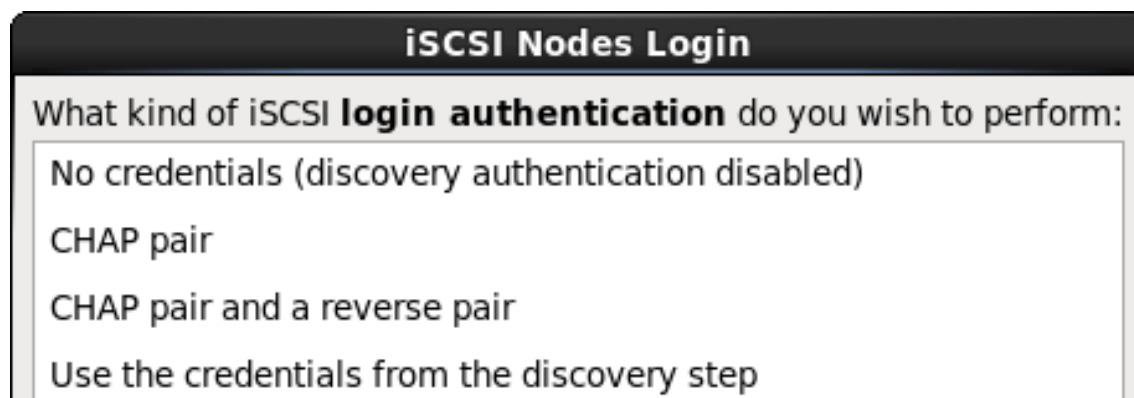 iSCSI Nodes Login
What kind of iSCSI login authentication do you wish to perform:
No credentials (discovery authentication disabled)
CHAP pair
CHAP pair and a reverse pair
Use the credentials from the discovery step